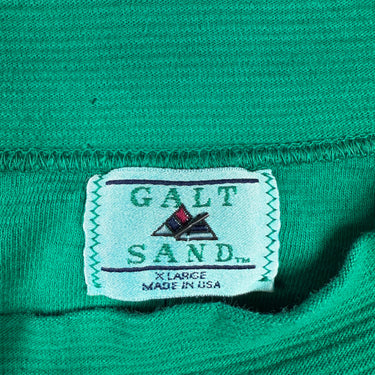 GALT
SAND™
X LARGE
MADE IN USA